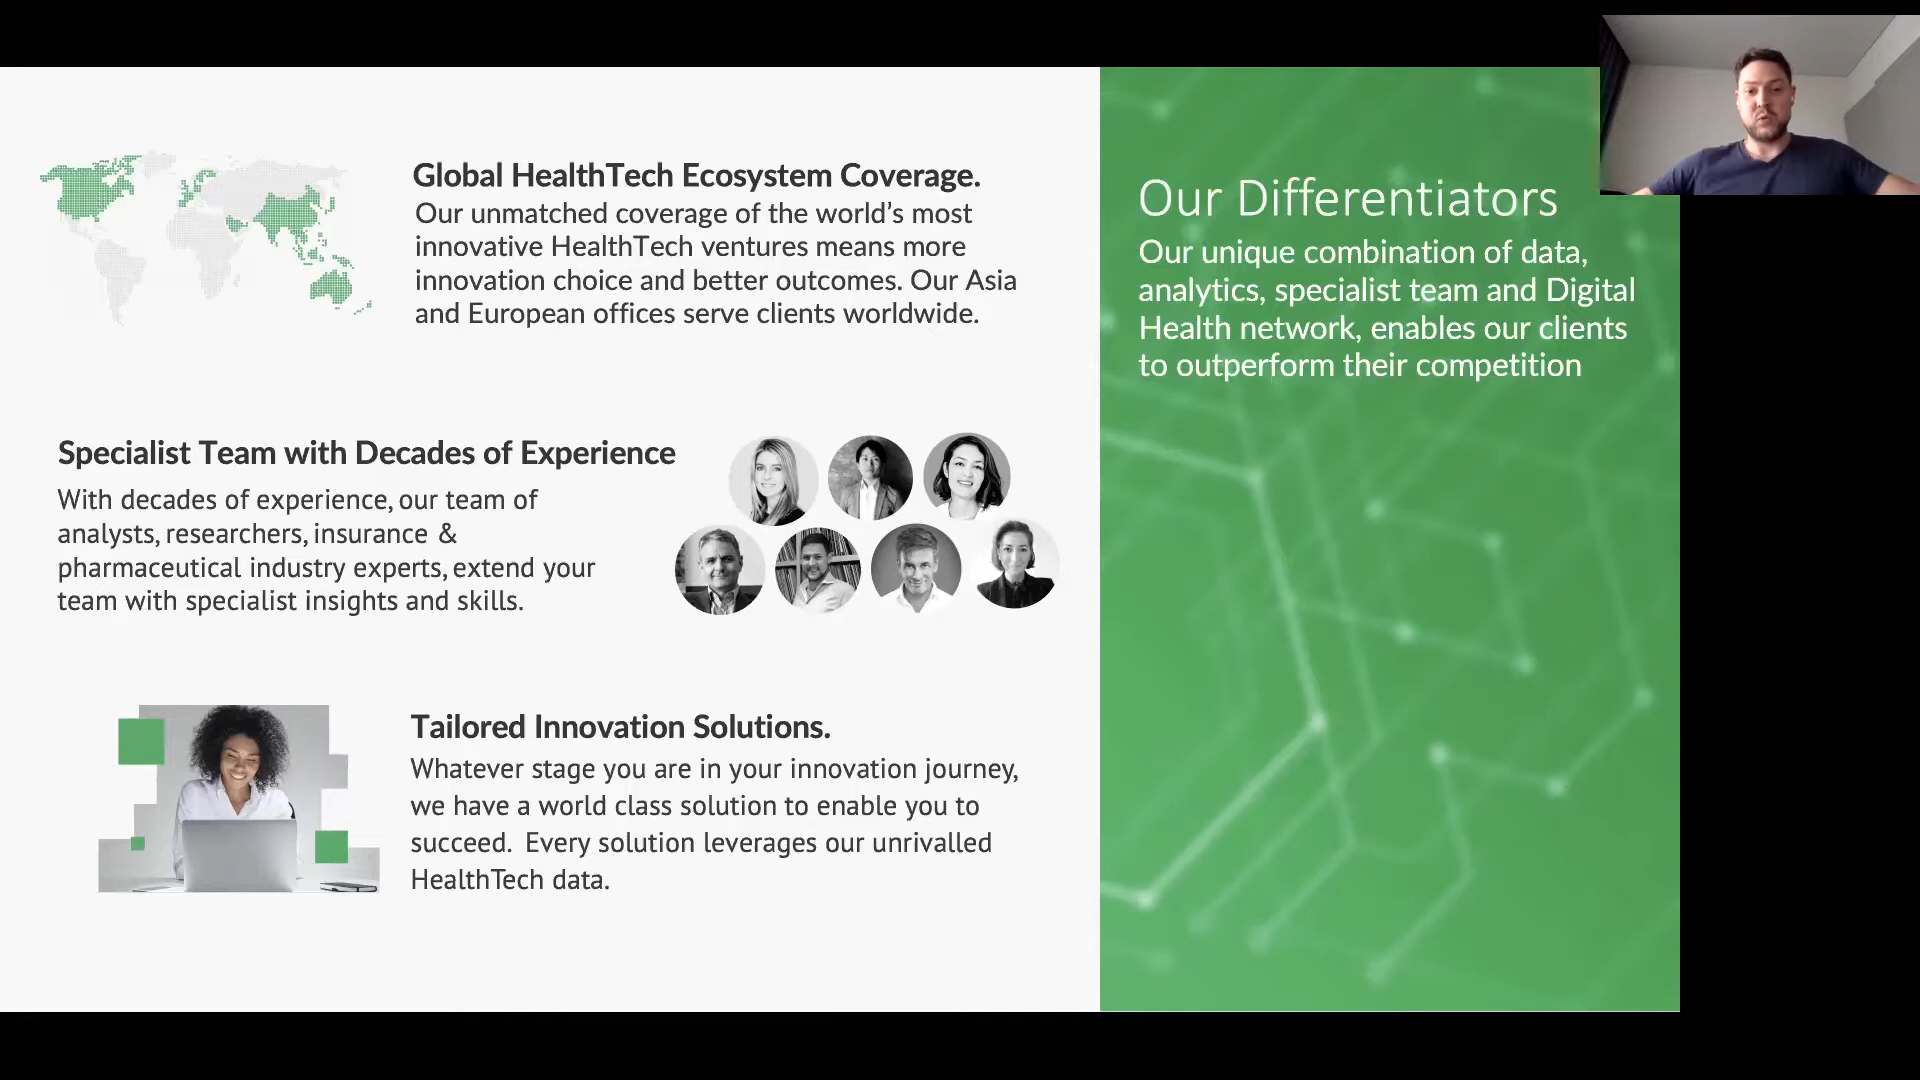 Global HealthTech Ecosystem Coverage.
Our unmatched coverage of the world's most
innovative HealthTech ventures means more
innovation choice and better outcomes. Our Asia
and European offices serve clients worldwide.
Specialist Team with Decades of Experience
With decades of experience, our team of
analysts, researchers, insurance &
pharmaceutical industry experts, extend your
team with specialist insights and skills.
Tailored Innovation Solutions.
Whatever stage you are in your innovation journey,
we have a world class solution to enable you to
succeed. Every solution leverages our unrivalled
HealthTech data.
Our Differentiators
Our unique combination of data,
analytics, specialist team and Digital
Health network, enables our clients
to outperform their competition